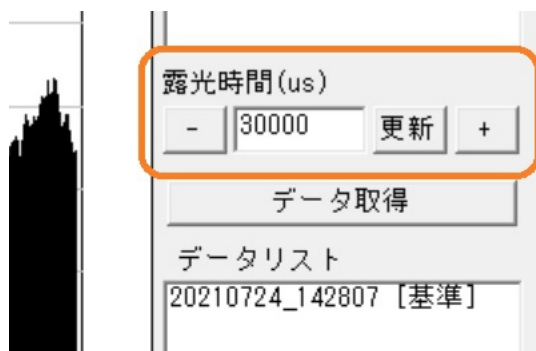 露光時間(us)
- 30000 更新 +
データ取得
データリスト
20210724_142807 [基準]